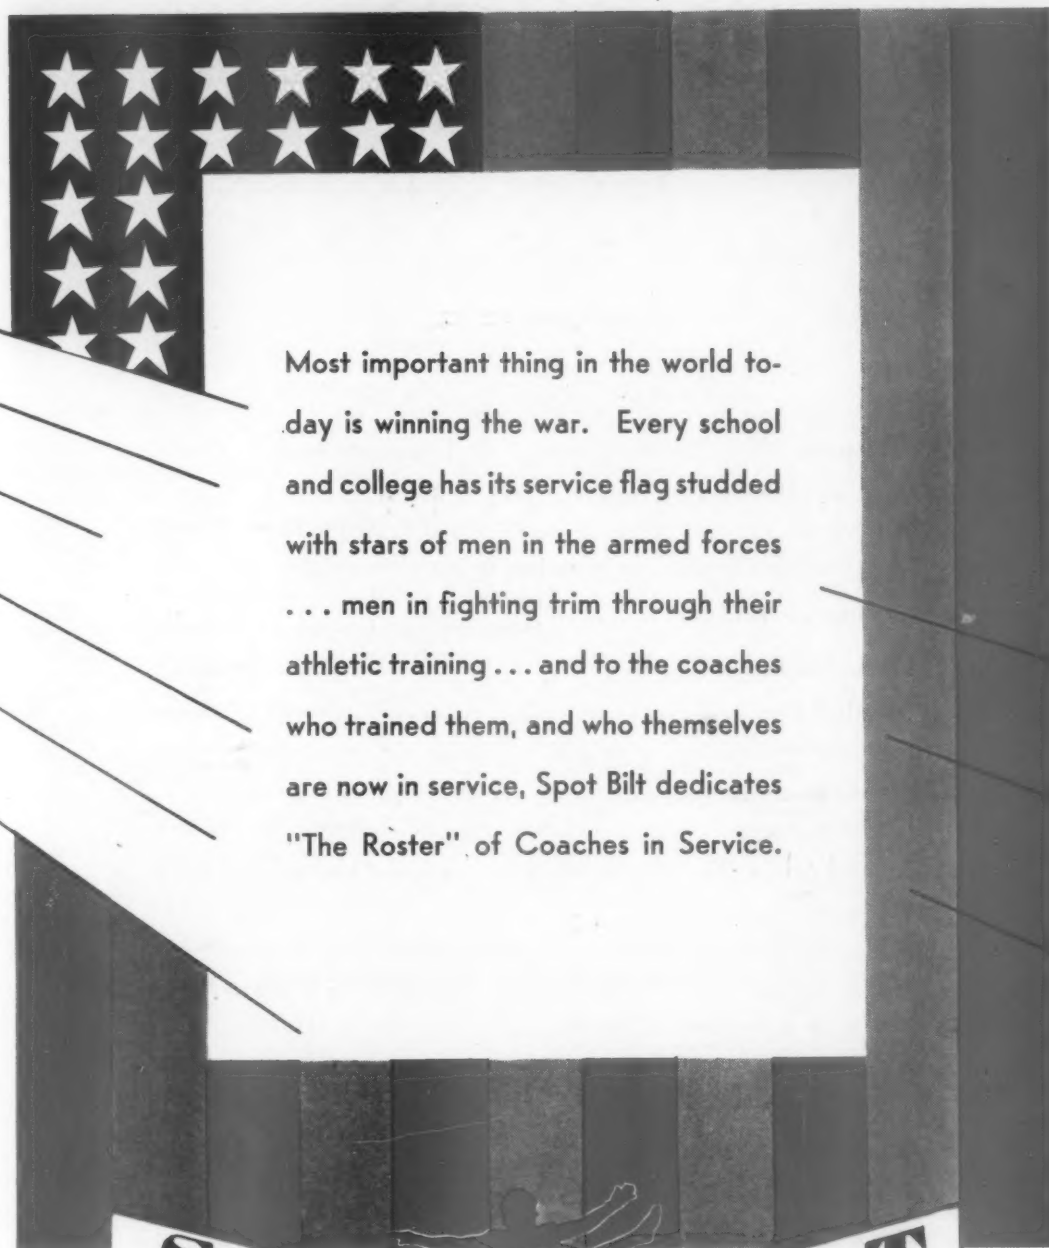 Most important thing in the world to-
day is winning the war. Every school
and college has its service flag studded
with stars of men in the armed forces
... men in fighting trim through their
athletic training ... and to the coaches
who trained them, and who themselves
are now in service, Spot Bilt dedicates
"The Roster" of Coaches in Service.